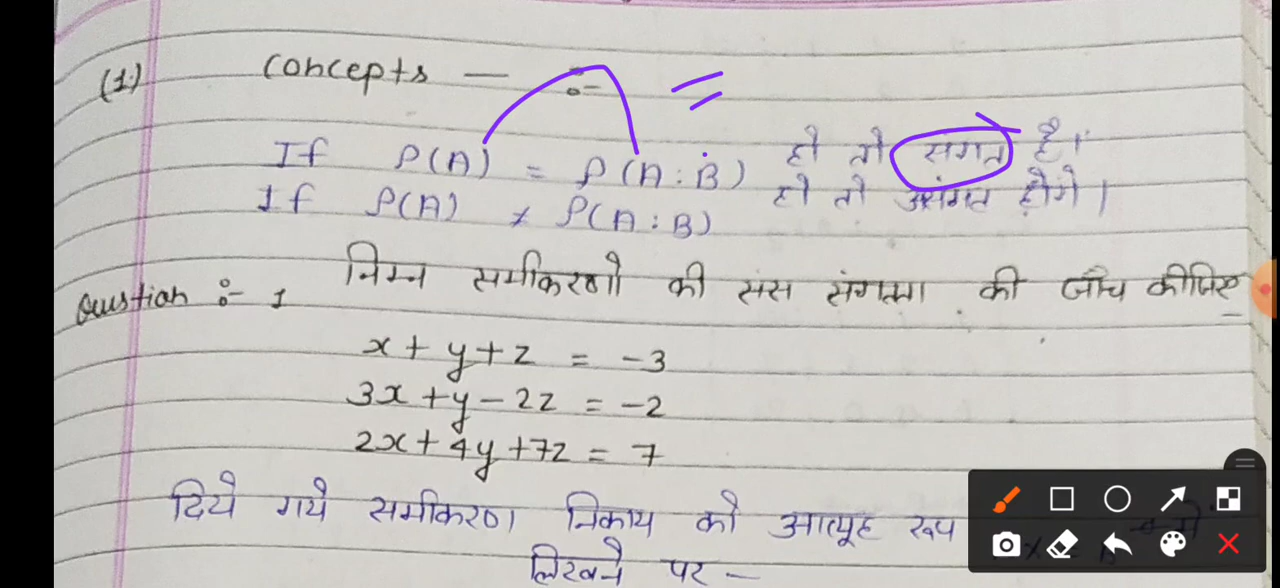 (1) Concepts — :-
If ρ(A) = ρ(A:B) हो तो संगत है।
If ρ(A) ≠ ρ(A:B) हो तो असंगत होंगे।
Question :- 1 निम्न समीकरणो की संस संगतता की जाँच कीजिए
x + y + z = -3
3x + y - 2z = -2
2x + 4y + 7z = 7
दिये गये समीकरण निकाय को आव्यूह रूप
लिखने पर —